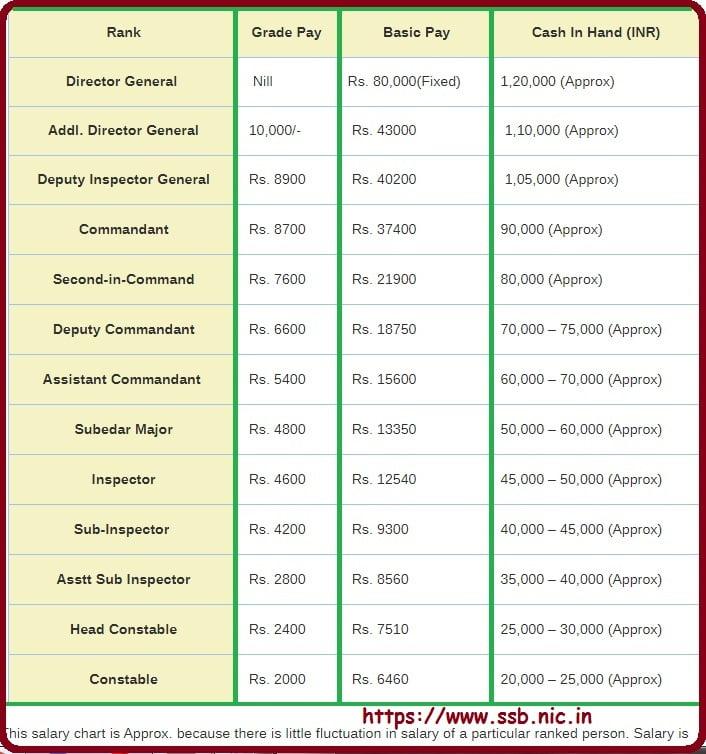 Rank Grade Pay Basic Pay Cash In Hand (INR)
Director General Nill Rs. 80,000(Fixed) 1,20,000 (Approx)
Addl. Director General 10,000/- Rs. 43000 1,10,000 (Approx)
Deputy Inspector General Rs. 8900 Rs. 40200 1,05,000 (Approx)
Commandant Rs. 8700 Rs. 37400 90,000 (Approx)
Second-in-Command Rs. 7600 Rs. 21900 80,000 (Approx)
Deputy Commandant Rs. 6600 Rs. 18750 70,000 – 75,000 (Approx)
Assistant Commandant Rs. 5400 Rs. 15600 60,000 – 70,000 (Approx)
Subedar Major Rs. 4800 Rs. 13350 50,000 – 60,000 (Approx)
Inspector Rs. 4600 Rs. 12540 45,000 – 50,000 (Approx)
Sub-Inspector Rs. 4200 Rs. 9300 40,000 – 45,000 (Approx)
Asstt Sub Inspector Rs. 2800 Rs. 8560 35,000 – 40,000 (Approx)
Head Constable Rs. 2400 Rs. 7510 25,000 – 30,000 (Approx)
Constable Rs. 2000 Rs. 6460 20,000 – 25,000 (Approx)
https://www.ssb.nic.in
This salary chart is Approx. because there is little fluctuation in salary of a particular ranked person. Salary is